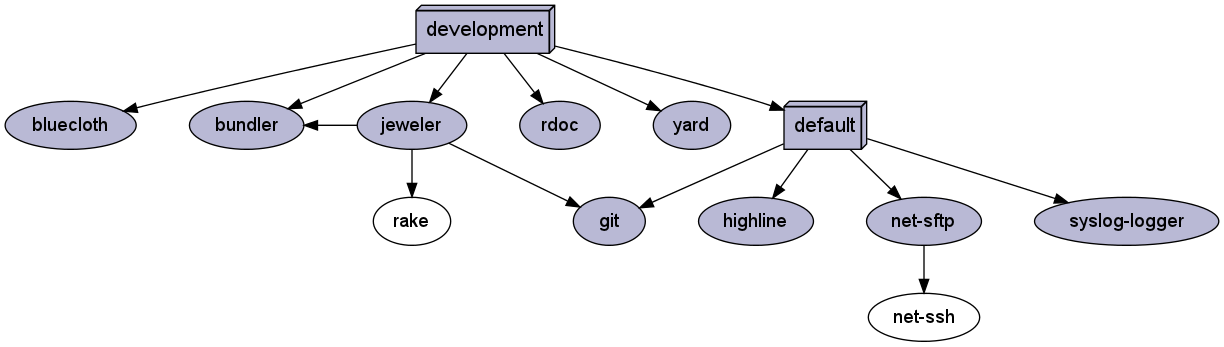 development
bluecloth
bundler
jeweler
rdoc
yard
default
rake
git
highline
net-sftp
syslog-logger
net-ssh